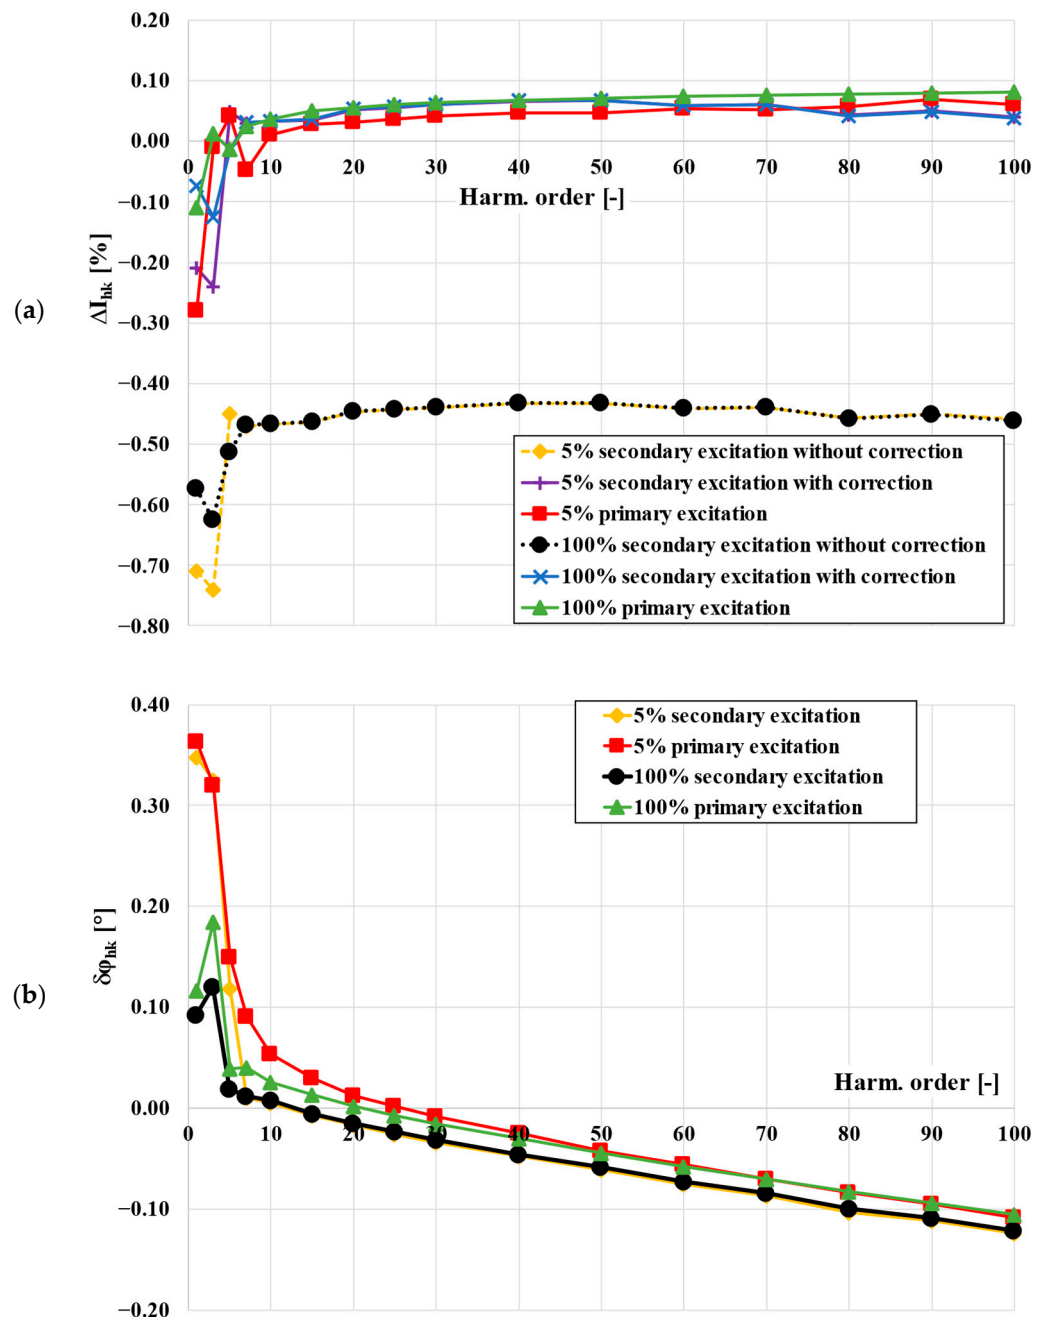 (a)
ΔI_hk [%]
0.20
0.10
0.00
−0.10
−0.20
−0.30
−0.40
−0.50
−0.60
−0.70
−0.80
0 10 20 30 40 50 60 70 80 90 100
Harm. order [-]
5% secondary excitation without correction
5% secondary excitation with correction
5% primary excitation
100% secondary excitation without correction
100% secondary excitation with correction
100% primary excitation
(b)
δφ_hk [°]
0.40
0.30
0.20
0.10
0.00
−0.10
−0.20
5% secondary excitation
5% primary excitation
100% secondary excitation
100% primary excitation
Harm. order [-]
0 10 20 30 40 50 60 70 80 90 100